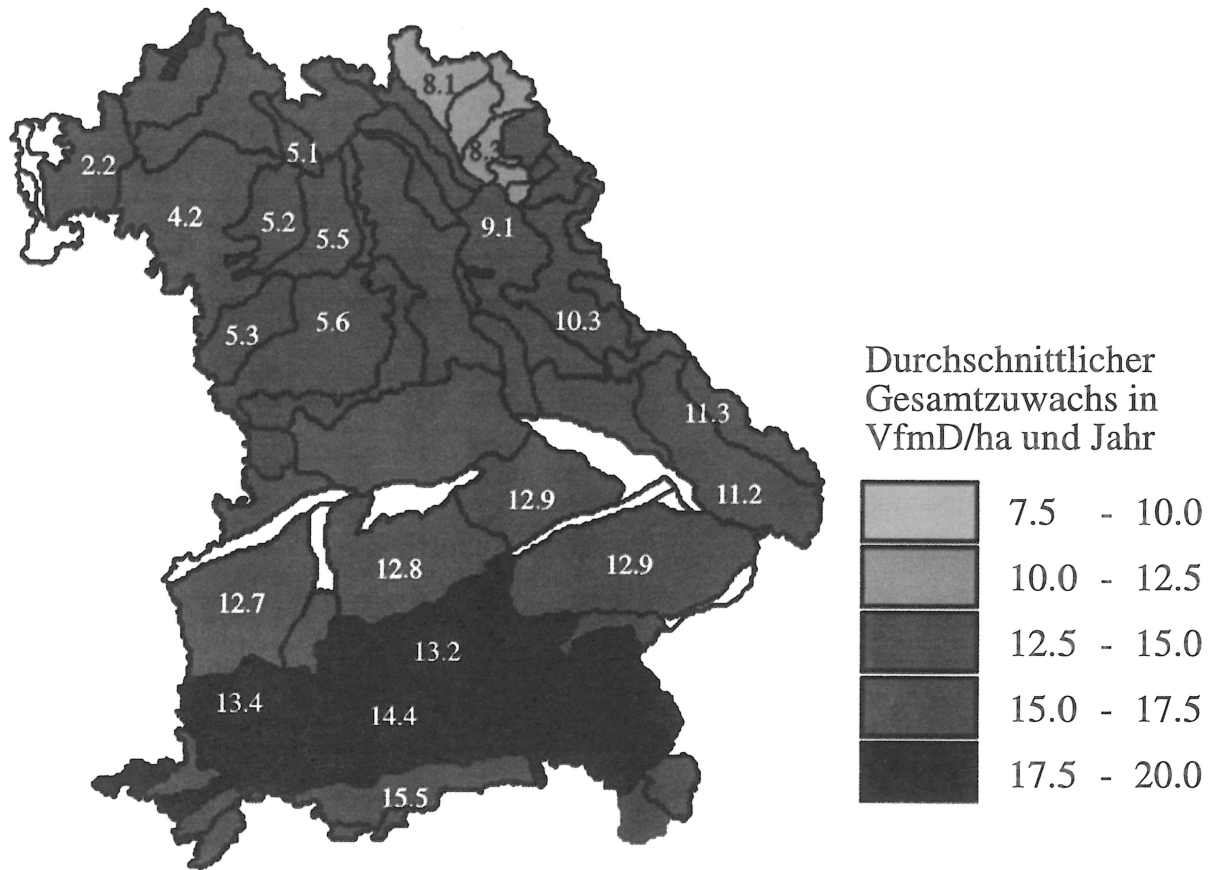 8.1
5.1
8.3
2.2
4.2
5.2
5.5
9.1
5.3
5.6
10.3
11.3
12.9
11.2
12.8
12.9
12.7
13.2
13.4
14.4
15.5
Durchschnittlicher
Gesamtzuwachs in
VfmD/ha und Jahr
7.5 - 10.0
10.0 - 12.5
12.5 - 15.0
15.0 - 17.5
17.5 - 20.0